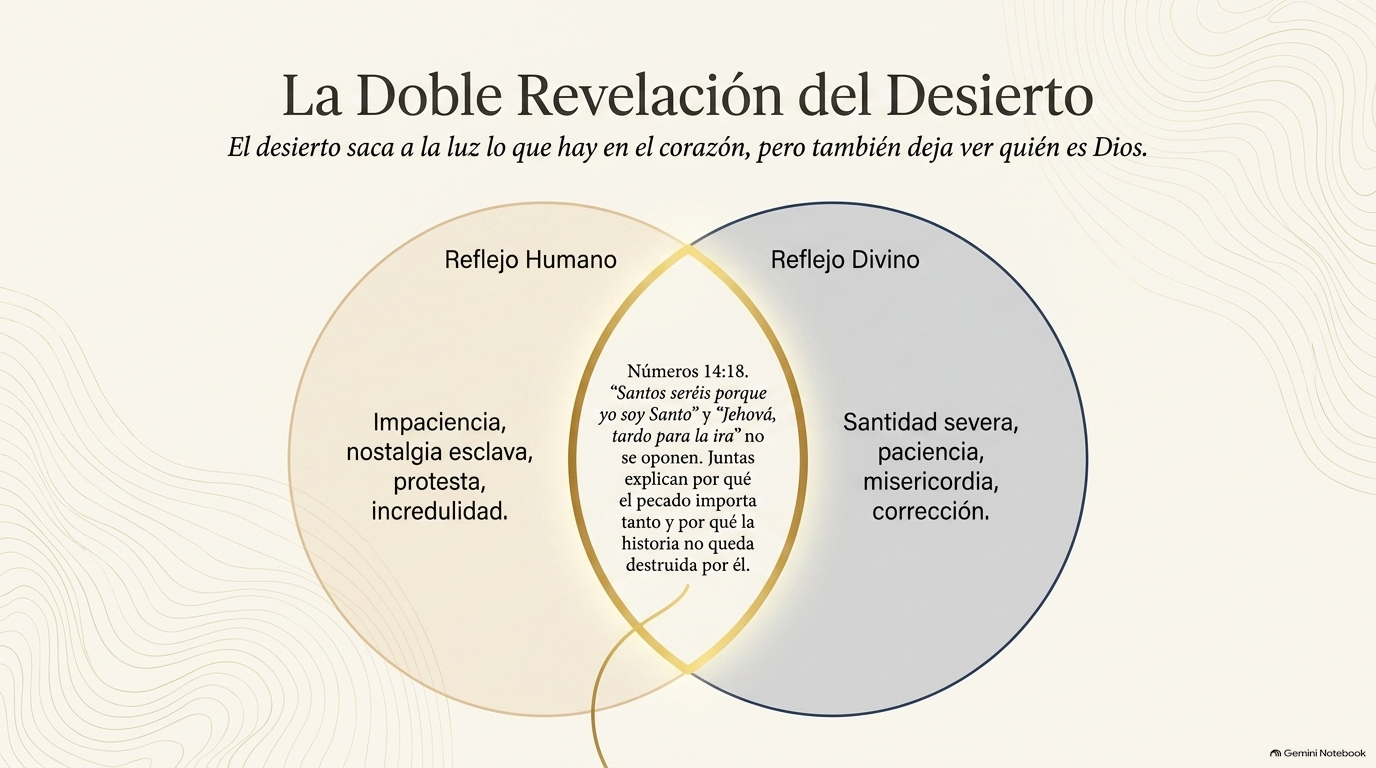 La Doble Revelación del Desierto
El desierto saca a la luz lo que hay en el corazón, pero también deja ver quién es Dios.
Reflejo Humano
Impaciencia,
nostalgia esclava,
protesta,
incredulidad.
Números 14:18.
“Santos seréis porque
yo soy Santo” y “Jehová,
tardo para la ira” no
se oponen. Juntas
explican por qué
el pecado importa
tanto y por qué la
historia no queda
destruida por él.
Reflejo Divino
Santidad severa,
paciencia,
misericordia,
corrección.
Gemini Notebook